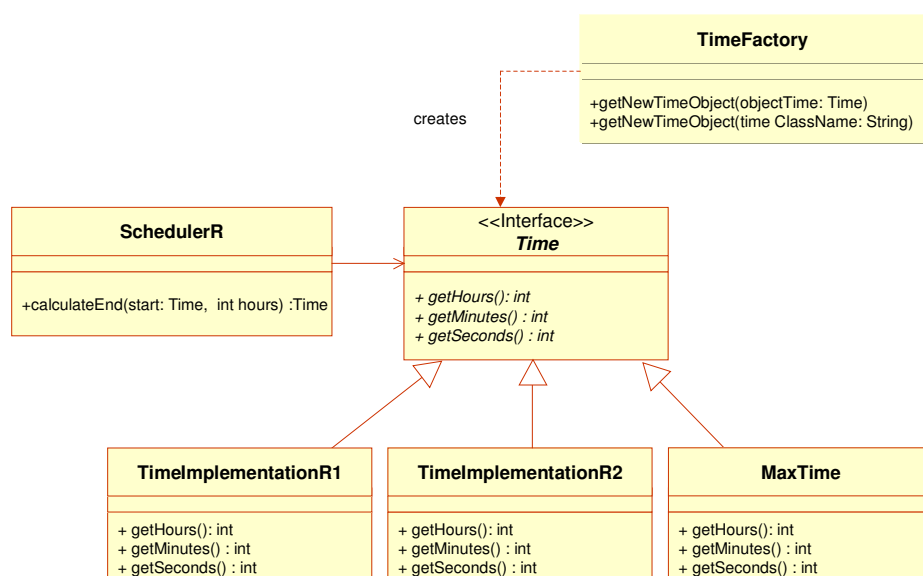 TimeFactory
+getNewTimeObject(objectTime: Time)
+getNewTimeObject(time ClassName: String)
creates
SchedulerR
+calculateEnd(start: Time, int hours) :Time
<<Interface>>
Time
+ getHours(): int
+ getMinutes() : int
+ getSeconds() : int
TimeImplementationR1
+ getHours(): int
+ getMinutes() : int
+ getSeconds() : int
TimeImplementationR2
+ getHours(): int
+ getMinutes() : int
+ getSeconds() : int
MaxTime
+ getHours(): int
+ getMinutes() : int
+ getSeconds() : int